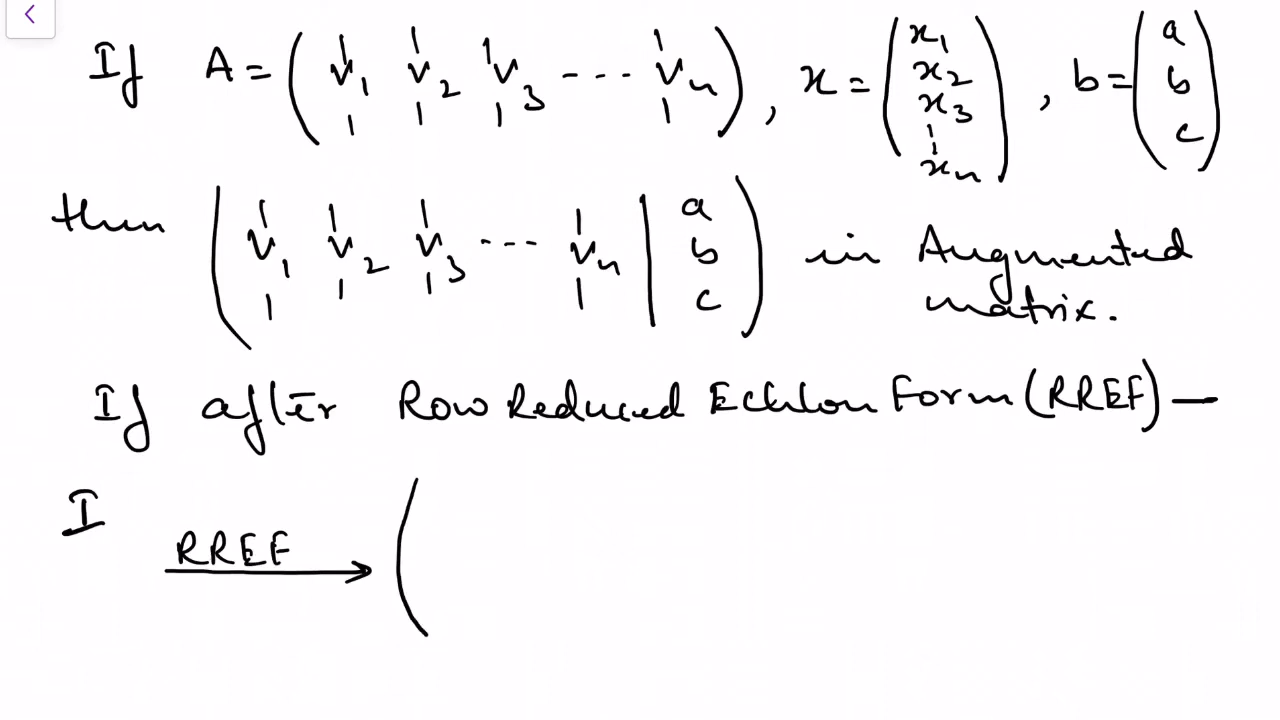 If A = ( v1 v2 v3 --- vn ), x = ( x1 x2 x3 ¦ xn ), b = ( a b c )
then ( v1 v2 v3 --- vn | a b c ) in Augmented matrix.
If after Row Reduced Echlon Form (RREF) —
I
RREF → (